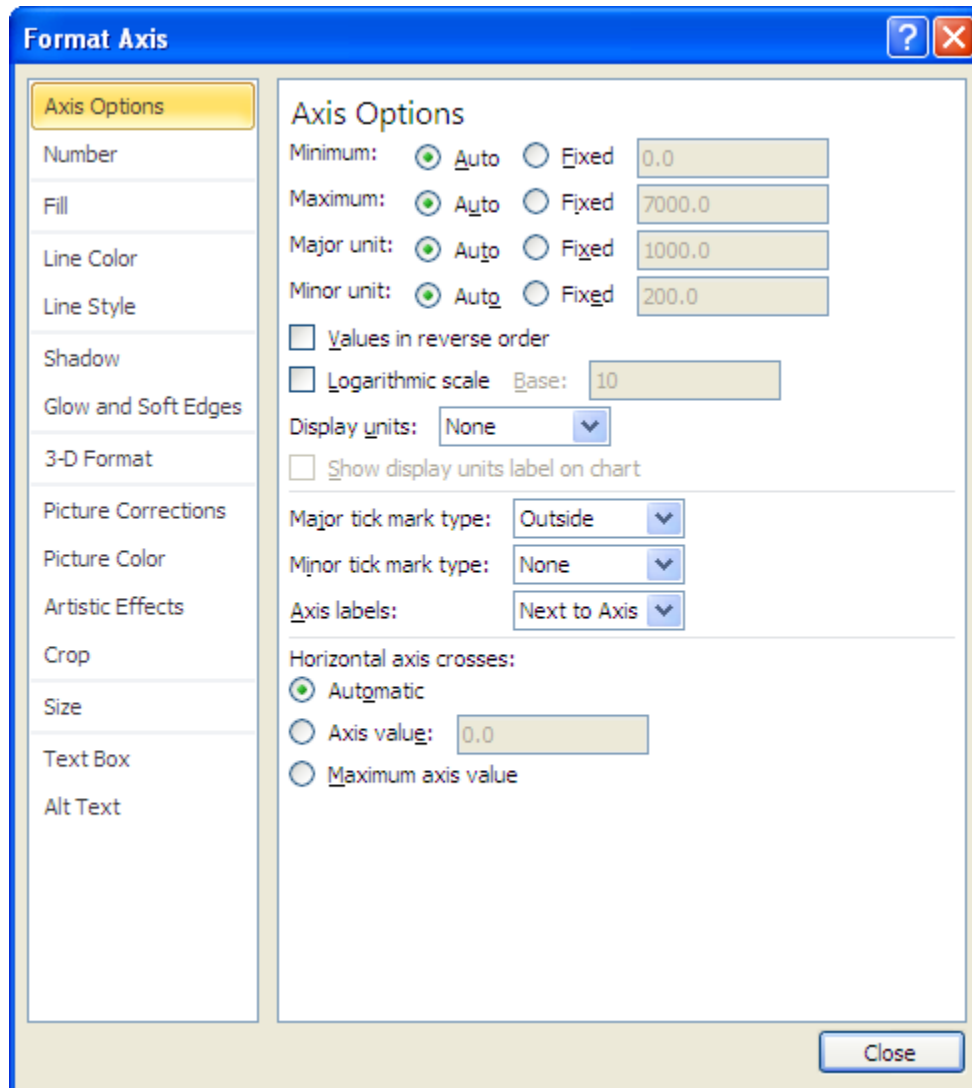 Format Axis
Axis Options
Number
Fill
Line Color
Line Style
Shadow
Glow and Soft Edges
3-D Format
Picture Corrections
Picture Color
Artistic Effects
Crop
Size
Text Box
Alt Text
Axis Options
Minimum: Auto Fixed 0.0
Maximum: Auto Fixed 7000.0
Major unit: Auto Fixed 1000.0
Minor unit: Auto Fixed 200.0
Values in reverse order
Logarithmic scale Base: 10
Display units: None
Show display units label on chart
Major tick mark type: Outside
Minor tick mark type: None
Axis labels: Next to Axis
Horizontal axis crosses:
Automatic
Axis value: 0.0
Maximum axis value
Close